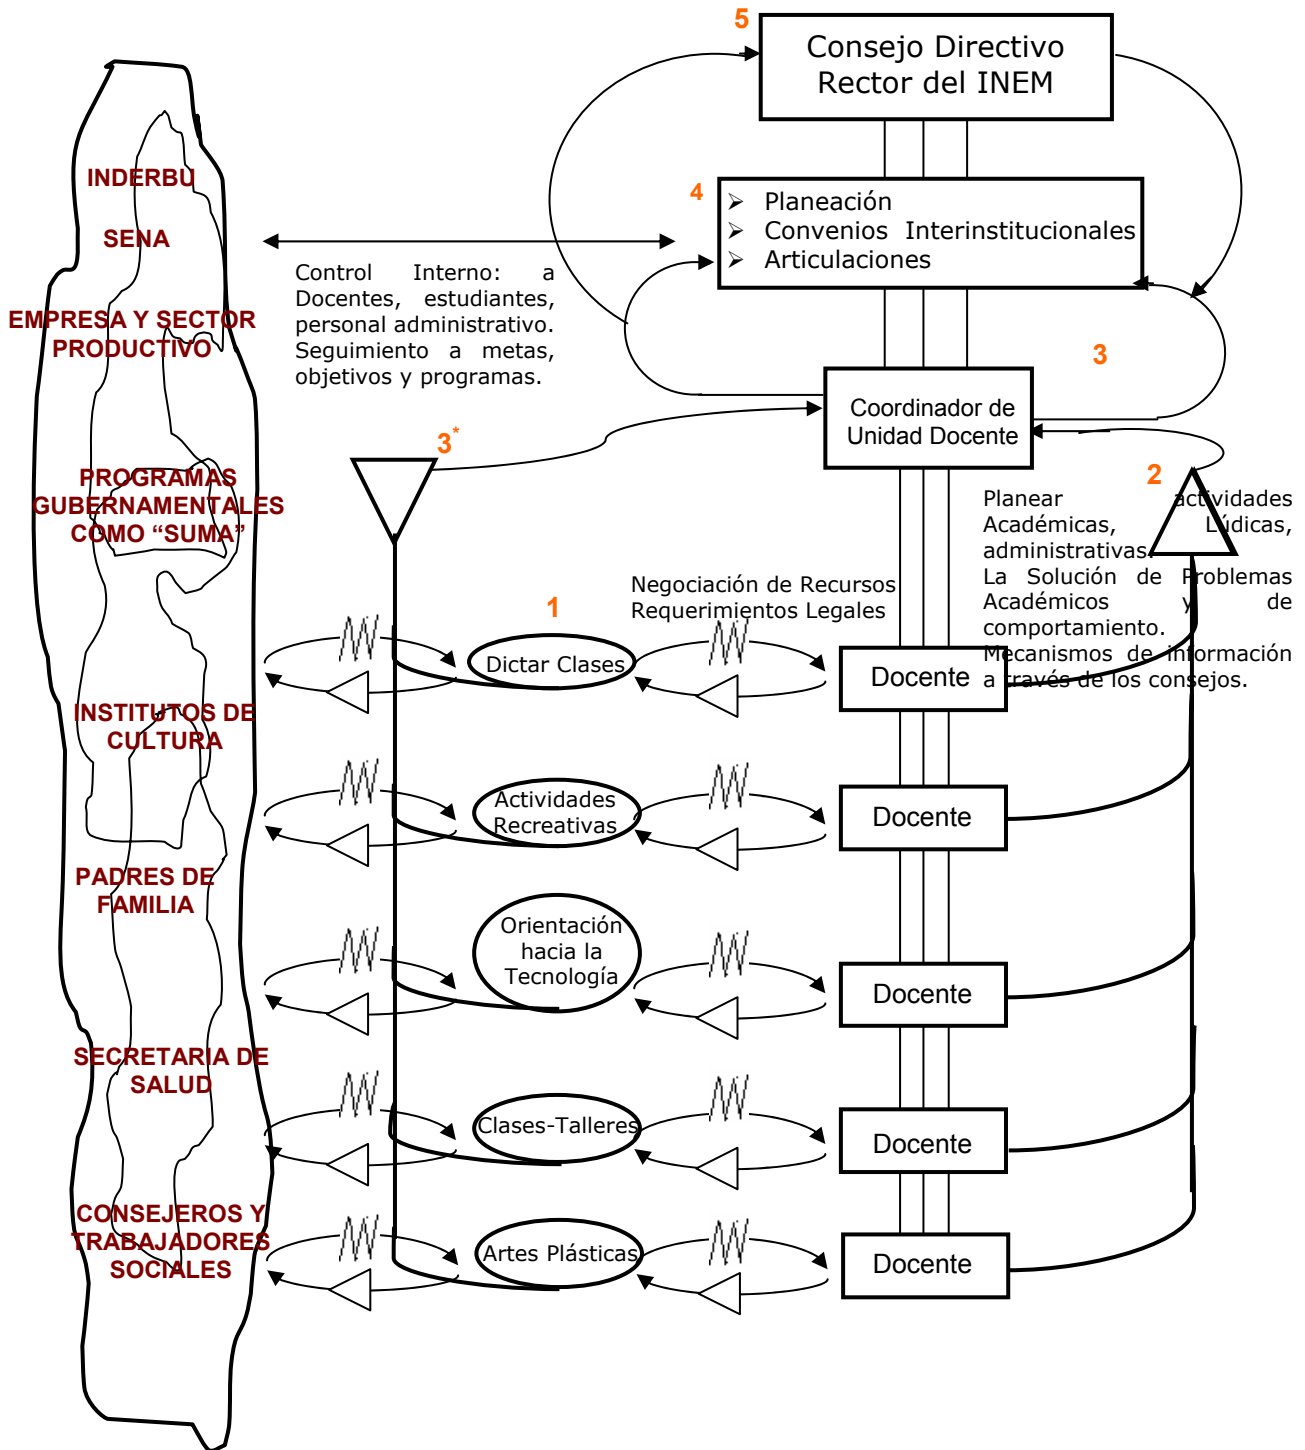 5
Consejo Directivo
Rector del INEM
4
➢ Planeación
➢ Convenios Interinstitucionales
➢ Articulaciones
INDERBU
SENA
EMPRESA Y SECTOR
PRODUCTIVO
PROGRAMAS
GUBERNAMENTALES
COMO “SUMA”
INSTITUTOS DE
CULTURA
PADRES DE
FAMILIA
SECRETARIA DE
SALUD
CONSEJEROS Y
TRABAJADORES
SOCIALES
Control Interno: a
Docentes, estudiantes,
personal administrativo.
Seguimiento a metas,
objetivos y programas.
3
Coordinador de
Unidad Docente
3*
2
Planear actividades
Académicas, Lúdicas,
administrativas.
La Solución de Problemas
Académicos y de
comportamiento.
Mecanismos de información
a través de los consejos.
Negociación de Recursos
Requerimientos Legales
1
Dictar Clases
Docente
Actividades
Recreativas
Docente
Orientación
hacia la
Tecnología
Docente
Clases-Talleres
Docente
Artes Plásticas
Docente